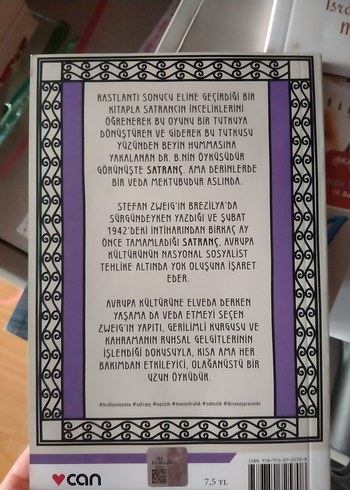 RASTLANTI SONUCU ELİNE GEÇİRDİĞİ BİR
KİTAPLA SATRANCIN İNCELİKLERİNİ
ÖĞRENEREK BU OYUNU BİR TUTKUYA
DÖNÜŞTÜREN VE GİDEREK BU TUTKUSU
YÜZÜNDEN BEYİN HUMMASINA
YAKALANAN DR. B.NİN ÖYKÜSÜDÜR
GÖRÜNÜŞTE SATRANÇ. AMA DERİNLERDE
BİR VEDA MEKTUBUDUR ASLINDA.
STEFAN ZWEIG'IN BREZİLYA'DA
SÜRGÜNDEYKEN YAZDIĞI VE ŞUBAT
1942'DEKİ İNTİHARINDAN BİRKAÇ AY
ÖNCE TAMAMLADIĞI SATRANÇ, AVRUPA
KÜLTÜRÜNÜN NASYONAL SOSYALİST
TEHLİKE ALTINDA YOK OLUŞUNA İŞARET
EDER.
AVRUPA KÜLTÜRÜNE ELVEDA DERKEN
YAŞAMA DA VEDA ETMEYİ SEÇEN
ZWEIG'IN YAPITI, GERİLİMLİ KURGUSU VE
KAHRAMANIN RUHSAL GELGİTLERİNİN
İŞLENDİĞİ DOKUSUYLA, KISA AMA HER
BAKIMDAN ETKİLEYİCİ, OLAĞANÜSTÜ BİR
UZUN ÖYKÜDÜR.
#satranç #nazizm
can
7,5 TL